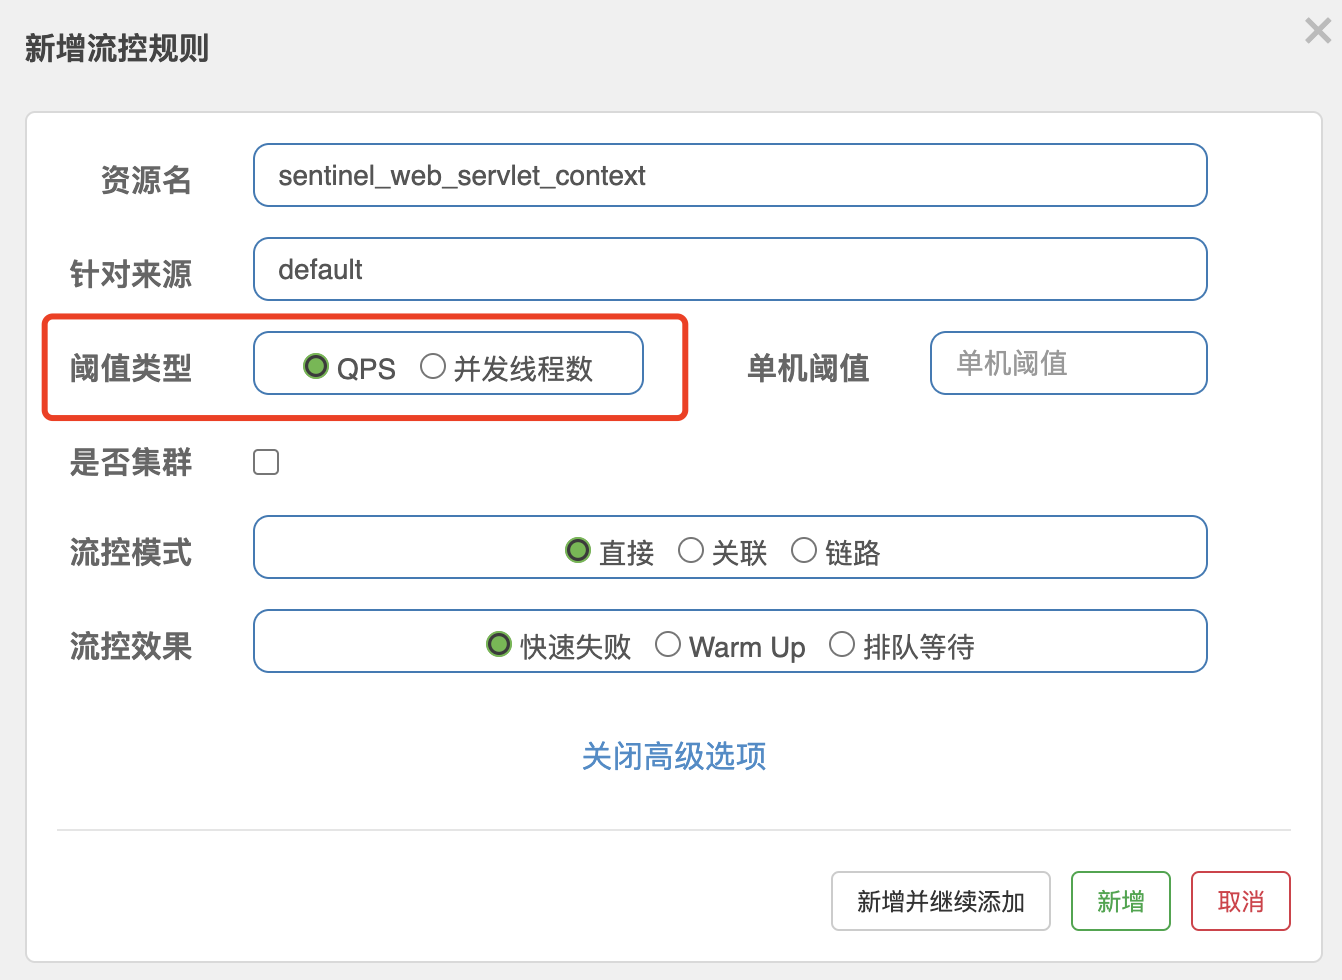 新增流控规则
×
资源名 sentinel_web_servlet_context
针对来源 default
阈值类型 QPS 并发线程数 单机阈值 单机阈值
是否集群
流控模式 直接 关联 链路
流控效果 快速失败 Warm Up 排队等待
关闭高级选项
新增并继续添加 新增 取消